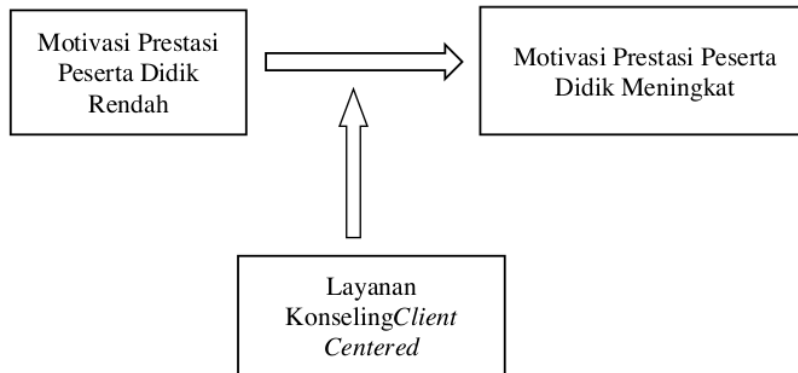 Motivasi Prestasi
Peserta Didik
Rendah
Motivasi Prestasi Peserta
Didik Meningkat
Layanan
KonselingClient
Centered